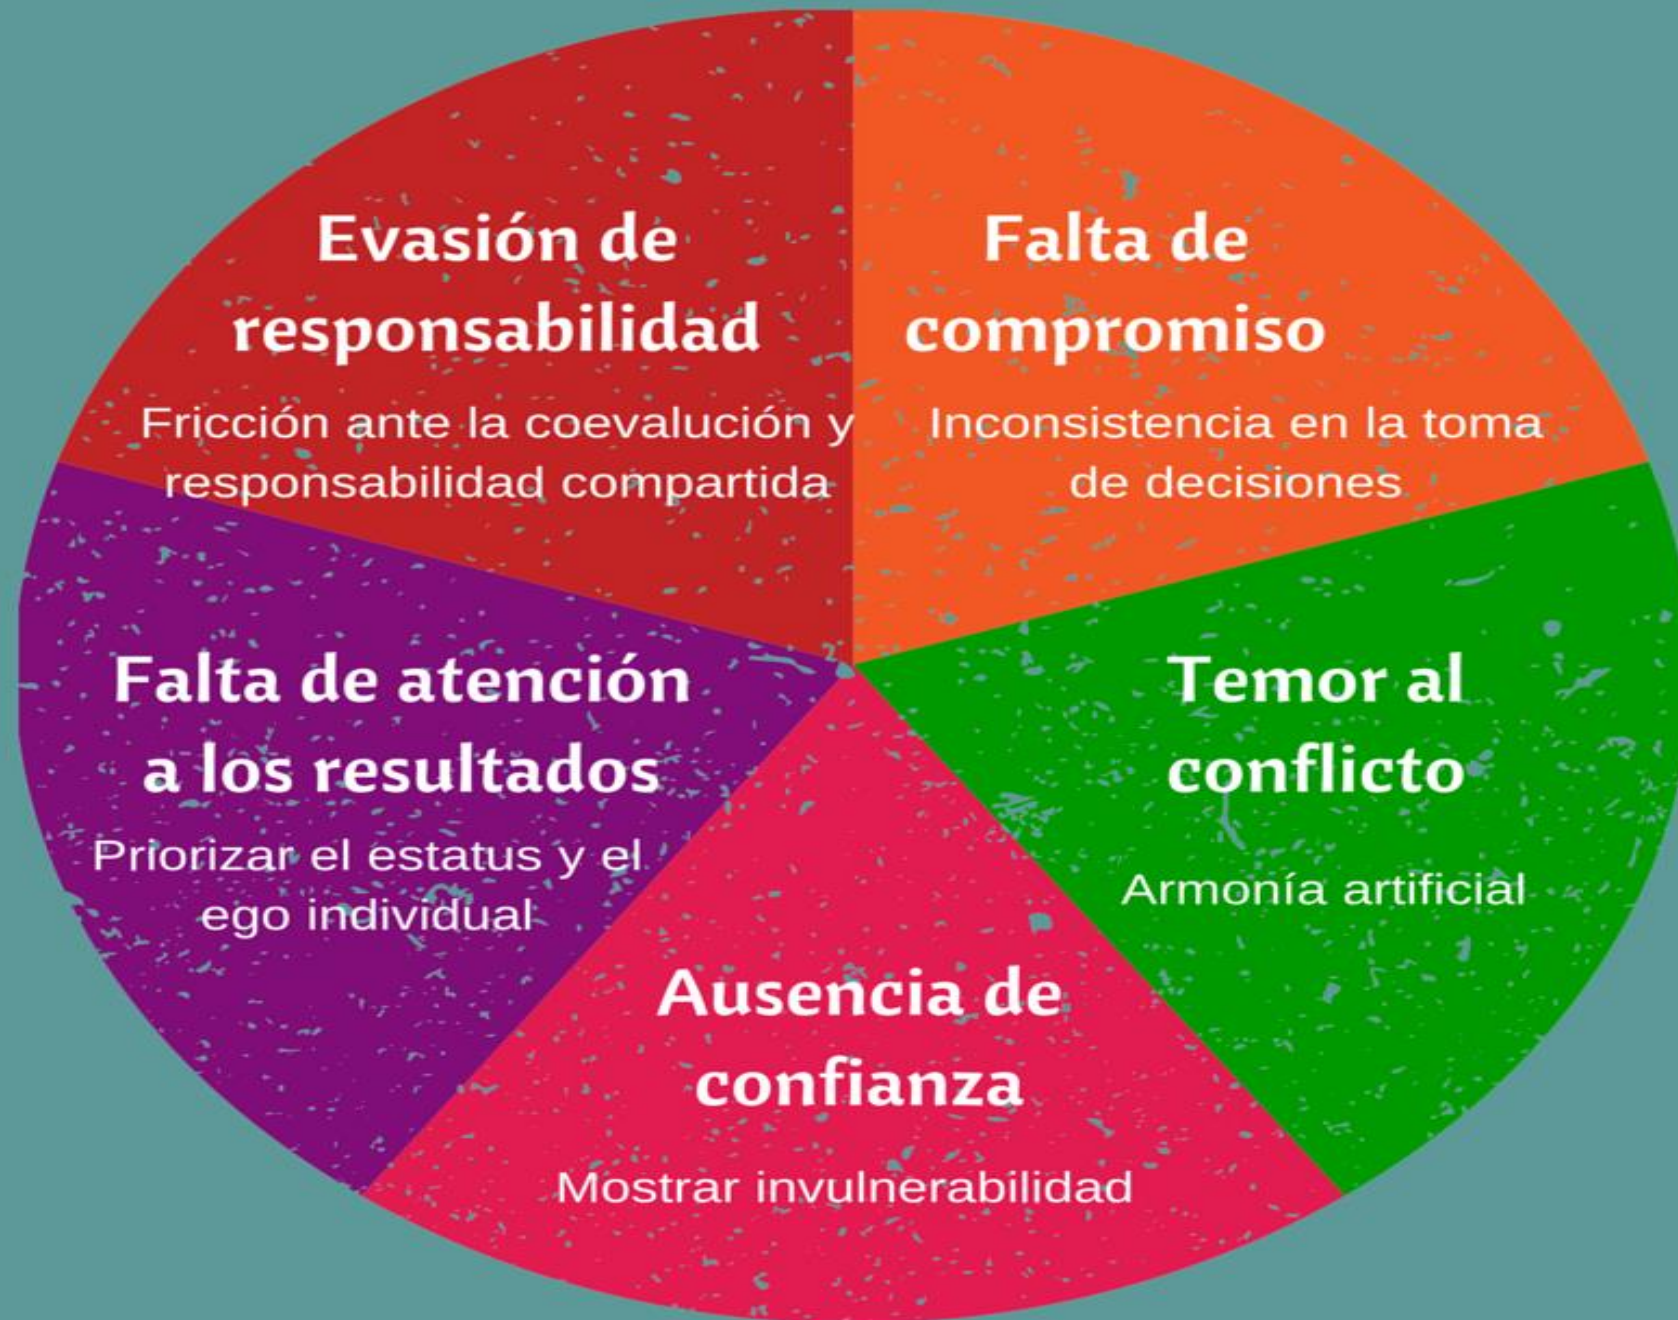 Evasión de
responsabilidad
Fricción ante la coevalución y
responsabilidad compartida
Falta de
compromiso
Inconsistencia en la toma
de decisiones
Falta de atención
a los resultados
Priorizar el estatus y el
ego individual
Temor al
conflicto
Armonía artificial
Ausencia de
confianza
Mostrar invulnerabilidad